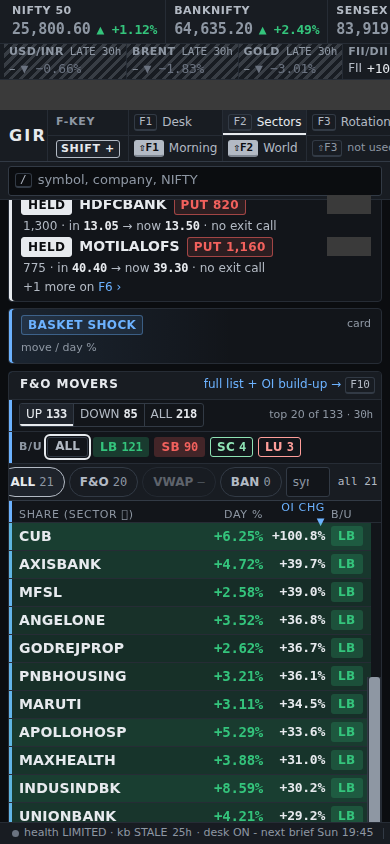 NIFTY 50 BANKNIFTY SENSEX
25,800.60 ▲ +1.12% 64,635.20 ▲ +2.49% 83,919
USD/INR LATE 30h BRENT LATE 30h GOLD LATE 30h FII/DII
— ▼ −0.66% — ▼ −1.83% — ▼ −3.01% FII +10
GIR
F-KEY F1 Desk F2 Sectors F3 Rotation
SHIFT + ⇧F1 Morning ⇧F2 World ⇧F3 not used
/ symbol, company, NIFTY
HELD HDFCBANK PUT 820
1,300 · in 13.05 → now 13.50 · no exit call
HELD MOTILALOFS PUT 1,160
775 · in 40.40 → now 39.30 · no exit call
+1 more on F6 ›
BASKET SHOCK card
move / day %
F&O MOVERS full list + OI build-up → F10
UP 133 DOWN 85 ALL 218 top 20 of 133 · 30h
B/U ALL LB 121 SB 90 SC 4 LU 3
ALL 21 F&O 20 VWAP — BAN 0 syr all 21
SHARE (SECTOR ▯) DAY % OI CHG ▼ B/U
CUB +6.25% +100.8% LB
AXISBANK +4.72% +39.7% LB
MFSL +2.58% +39.0% LB
ANGELONE +3.52% +36.8% LB
GODREJPROP +2.62% +36.7% LB
PNBHOUSING +3.21% +36.1% LB
MARUTI +3.11% +34.5% LB
APOLLOHOSP +5.29% +33.6% LB
MAXHEALTH +3.88% +31.0% LB
INDUSINDBK +8.59% +30.2% LB
UNIONBANK +4.21% +29.2% LB
health LIMITED · kb STALE 25h · desk ON - next brief Sun 19:45